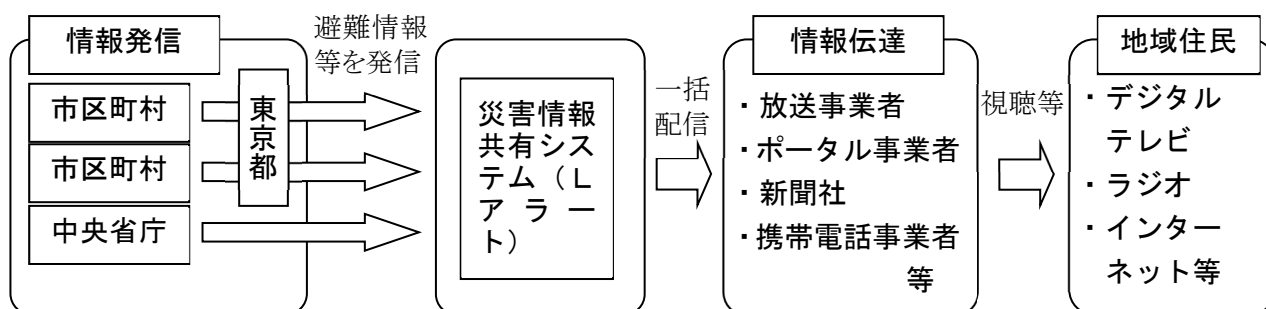 情報発信
市区町村
市区町村
中央省庁
東京都
避難情報
等を発信
災害情報
共有シス
テム（L
アラー
ト）
一括
配信
情報伝達
・放送事業者
・ポータル事業者
・新聞社
・携帯電話事業者
等
視聴等
地域住民
・デジタル
テレビ
・ラジオ
・インター
ネット等